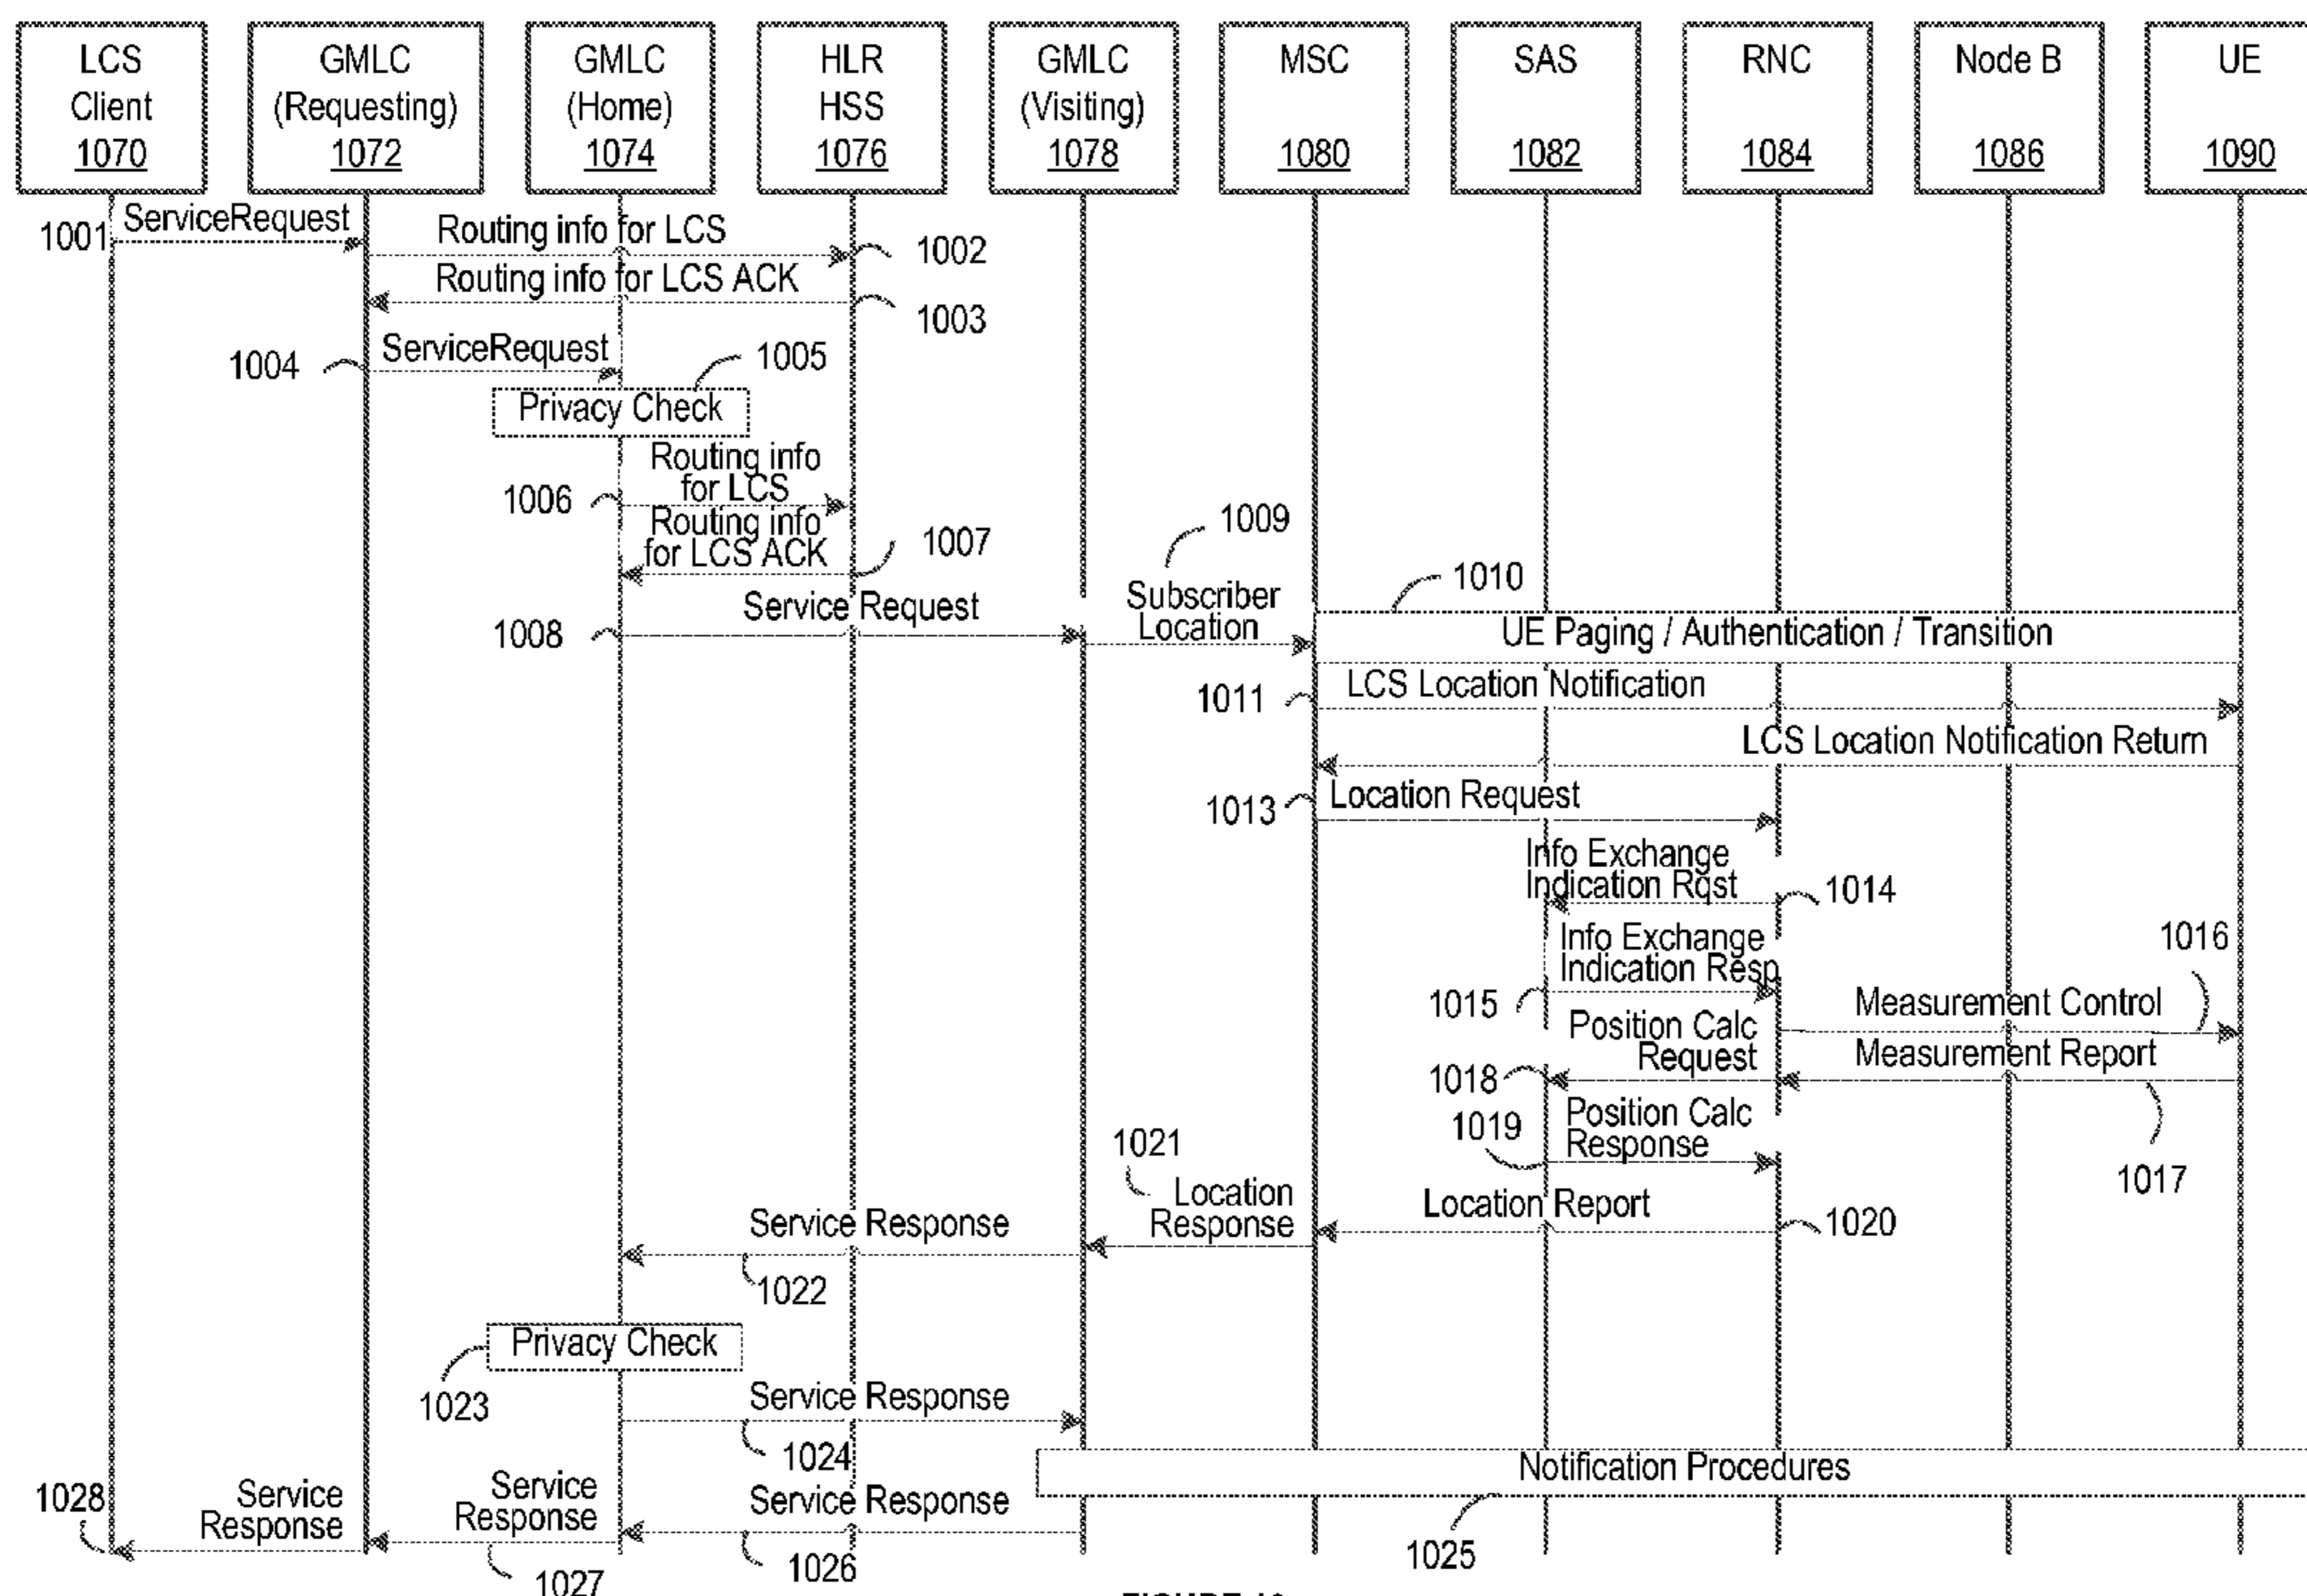 LCS
Client
1070
GMLC
(Requesting)
1072
GMLC
(Home)
1074
HLR
HSS
1076
GMLC
(Visiting)
1078
MSC
1080
SAS
1082
RNC
1084
Node B
1086
UE
1090
1001
ServiceRequest
Routing info for LCS
1002
Routing info for LCS ACK
1003
1004
ServiceRequest
1005
Privacy Check
Routing info
for LCS
1006
Routing info
for LCS ACK
1007
1008
Service Request
1009
Subscriber
Location
1010
UE Paging / Authentication / Transition
1011
LCS Location Notification
LCS Location Notification Return
1013
Location Request
Info Exchange
Indication Rqst
1014
Info Exchange
Indication Resp
1015
1016
Measurement Control
Position Calc
Request
Measurement Report
1018
1017
1019
Position Calc
Response
1021
Location
Response
Location Report
1020
Service Response
1022
Privacy Check
1023
Service Response
1024
Notification Procedures
1025
Service Response
1026
Service
Response
1027
Service
Response
1028